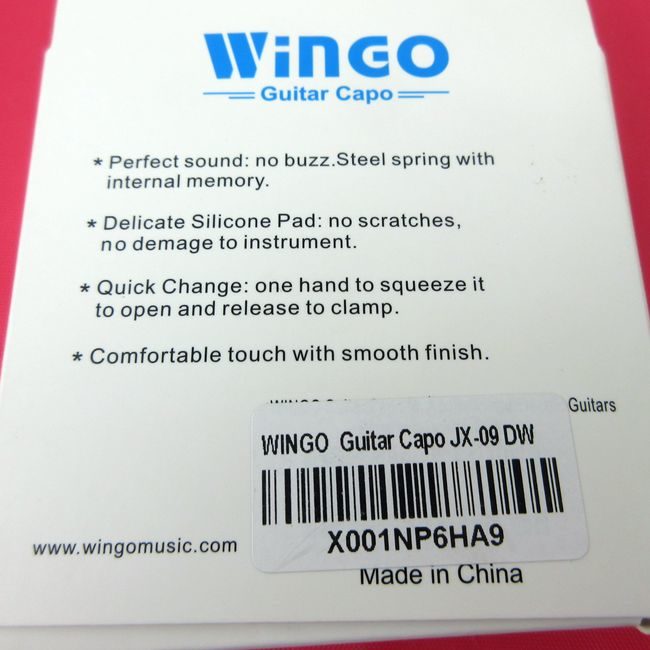 WiNGO
Guitar Capo
* Perfect sound: no buzz.Steel spring with
internal memory.
* Delicate Silicone Pad: no scratches,
no demage to instrument.
* Quick Change: one hand to squeeze it
to open and release to clamp.
* Comfortable touch with smooth finish.
Guitars
WINGO Guitar Capo JX-09 DW
X001NP6HA9
www.wingomusic.com
Made in China